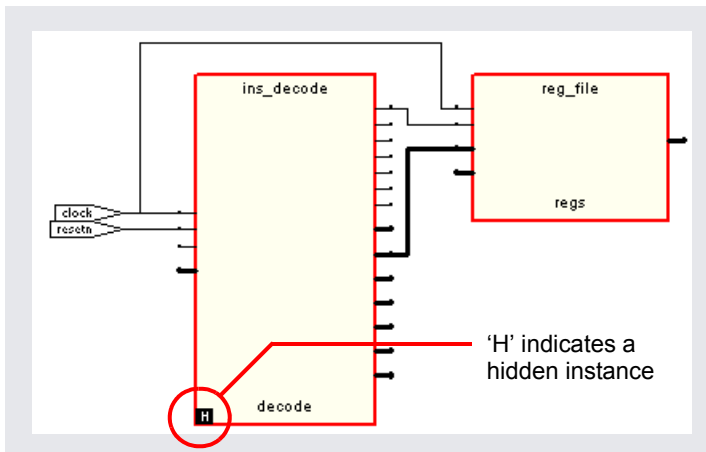 ins_decode
reg_file
regs
clock
resetn
‘H’ indicates a
hidden instance
H
decode